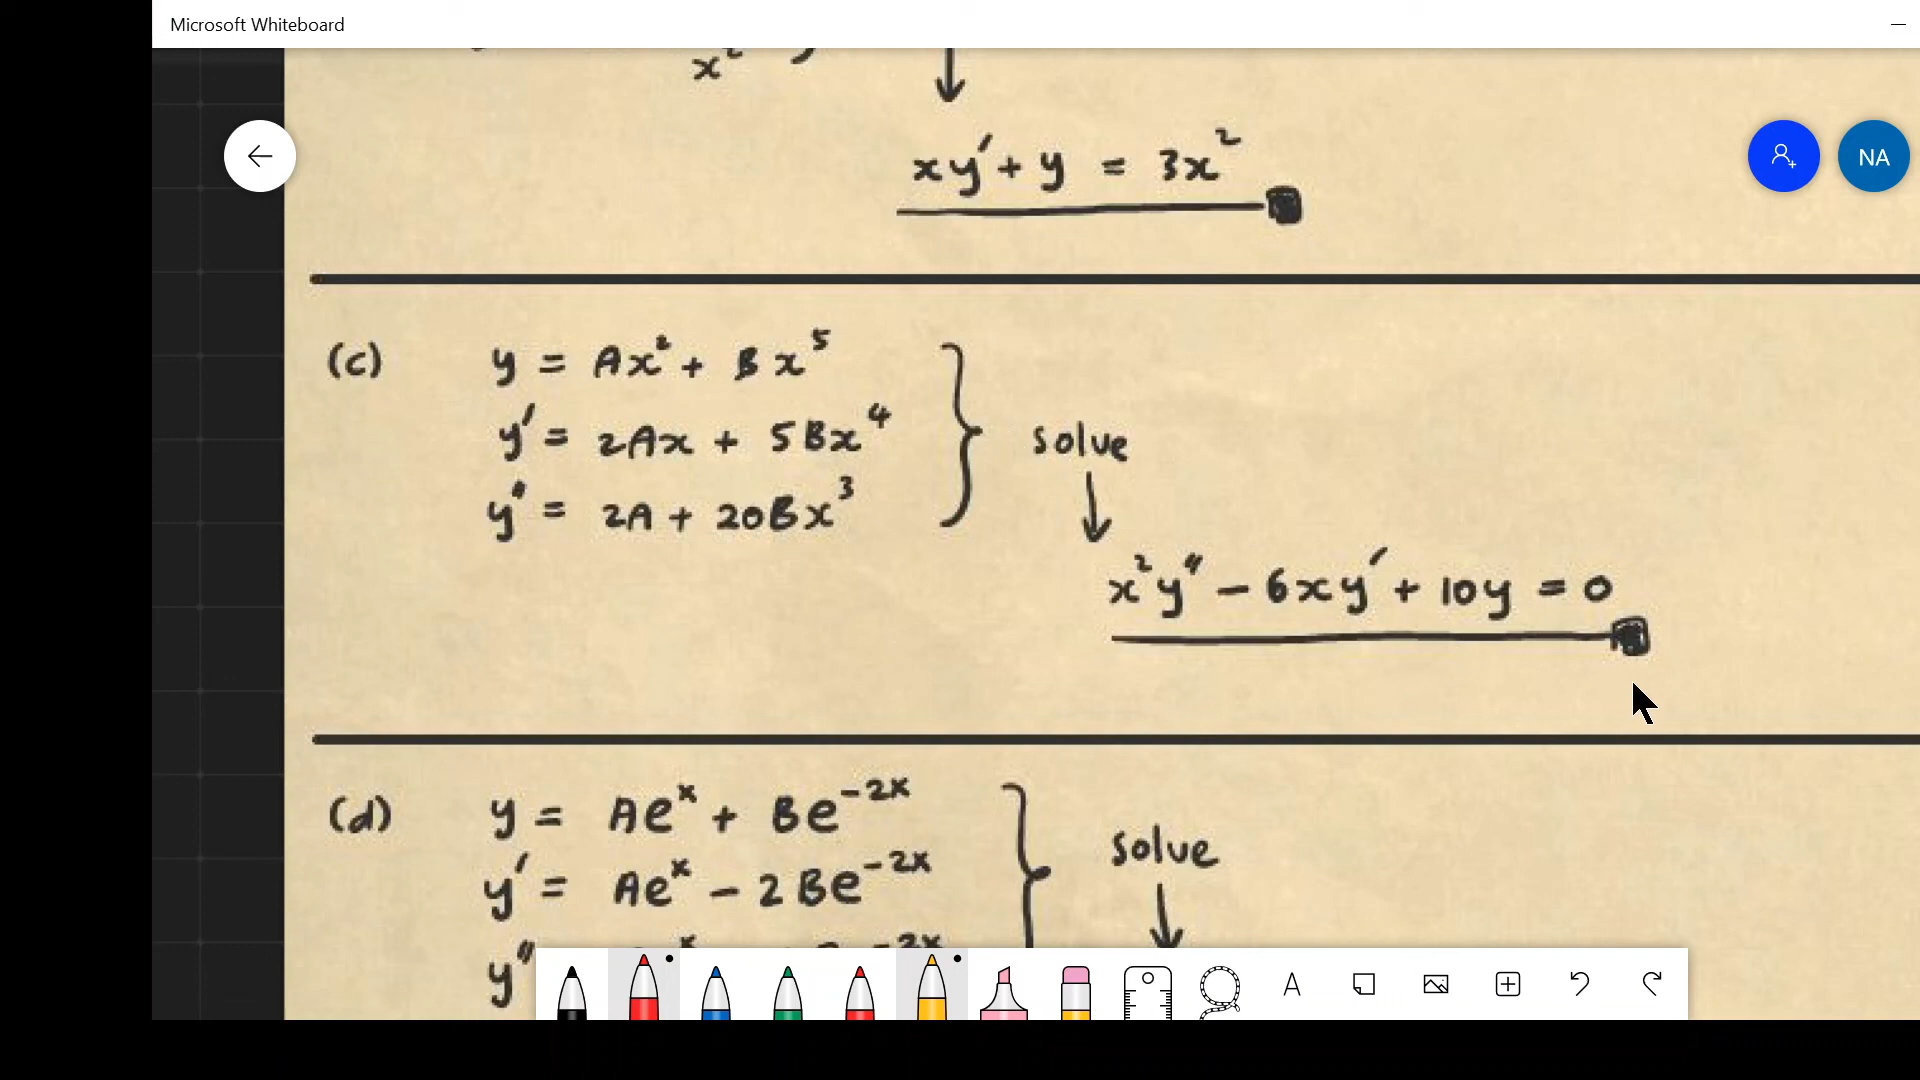 Microsoft Whiteboard
x²
xy′ + y = 3x²
NA
(c) y = Ax² + Bx⁵
y′ = 2Ax + 5Bx⁴
solve
y″ = 2A + 20Bx³
x²y″ − 6xy′ + 10y = 0
(d) y = Ae^x + Be^{−2x}
solve
y′ = Ae^x − 2Be^{−2x}
y″
A